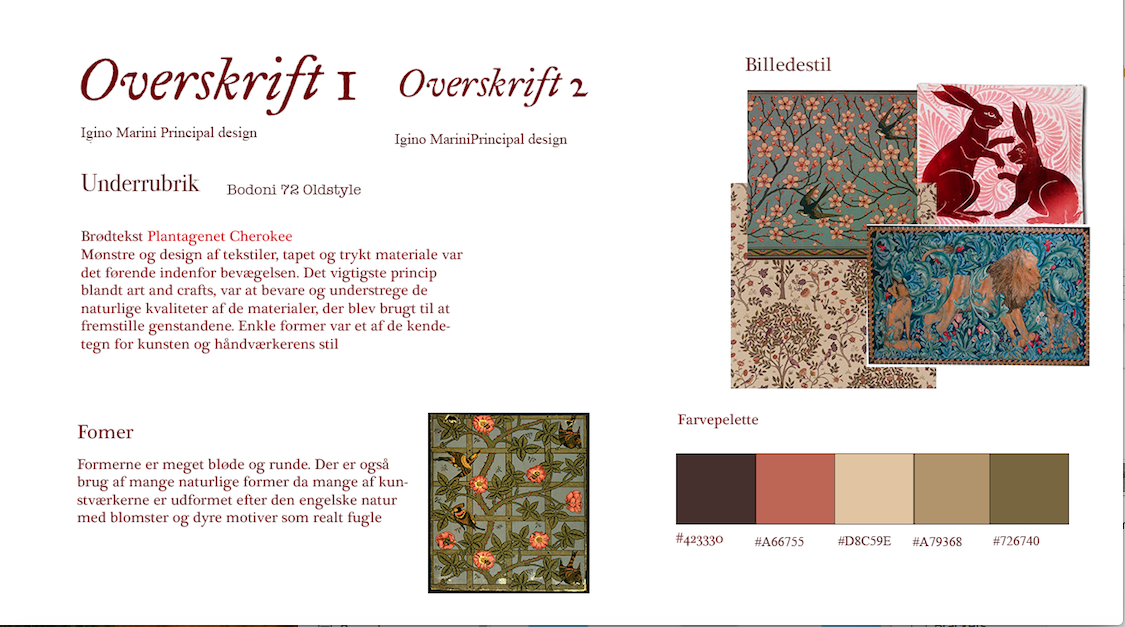 Overskrift 1
Overskrift 2
Igino Marini Principal design
Igino MariniPrincipal design
Underrubrik
Bodoni 72 Oldstyle
Brødtekst Plantagenet Cherokee
Mønstre og design af tekstiler, tapet og trykt materiale var
det førende indenfor bevægelsen. Det vigtigste princip
blandt art and crafts, var at bevare og understrege de
naturlige kvaliteter af de materialer, der blev brugt til at
fremstille genstandene. Enkle former var et af de kende-
tegn for kunsten og håndværkerens stil
Fomer
Formerne er meget bløde og runde. Der er også
brug af mange naturlige former da mange af kun-
stværkerne er udformet efter den engelske natur
med blomster og dyre motiver som realt fugle
Billedestil
Farvepelette
#423330
#A66755
#D8C59E
#A79368
#726740